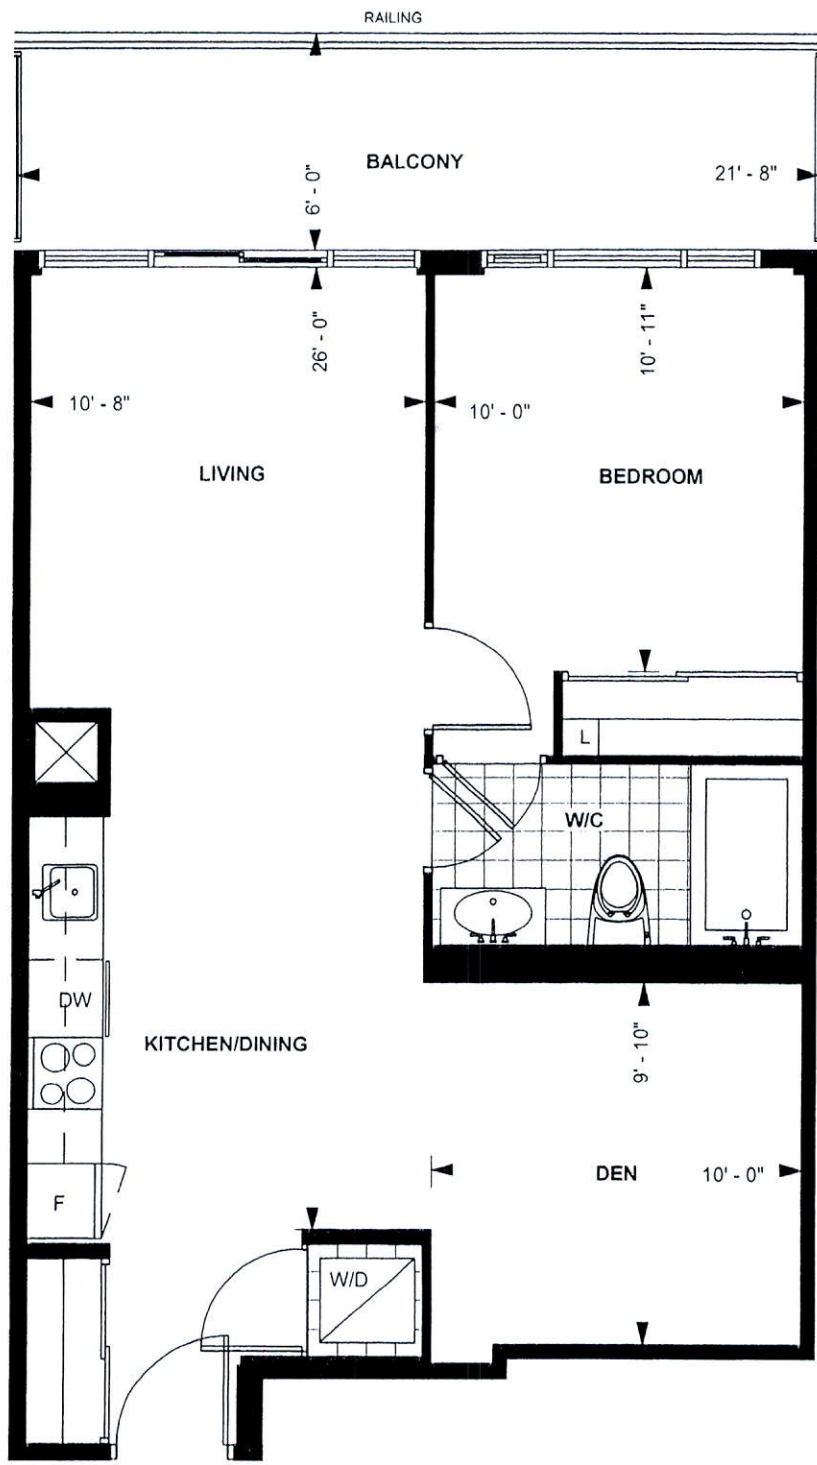 RAILING
BALCONY
6' - 0"
21' - 8"
26' - 0"
10' - 11"
10' - 8"
10' - 0"
LIVING
BEDROOM
L
W/C
DW
KITCHEN/DINING
9' - 10"
DEN
10' - 0"
F
W/D